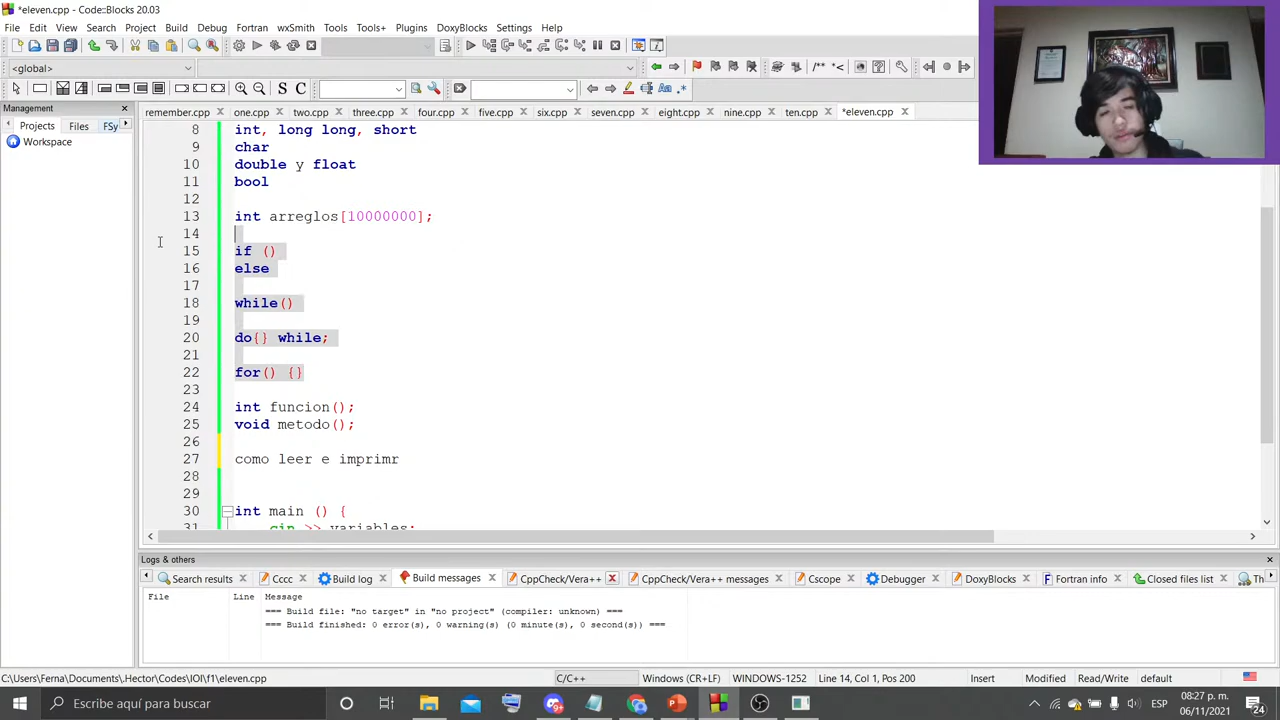 *eleven.cpp - Code::Blocks 20.03
File Edit View Search Project Build Debug Fortran wxSmith Tools Tools+ Plugins DoxyBlocks Settings Help
<global>
S C
Management
Projects Files FSy
Workspace
remember.cpp one.cpp two.cpp three.cpp four.cpp five.cpp six.cpp seven.cpp eight.cpp nine.cpp ten.cpp *eleven.cpp
8 int, long long, short
9 char
10 double y float
11 bool
12
13 int arreglos[10000000];
14
15 if ()
16 else
17
18 while()
19
20 do{} while;
21
22 for() {}
23
24 int funcion();
25 void metodo();
26
27 como leer e imprimr
28
29
30 int main () {
31 cin >> variables;
Logs & others
Search results Cccc Build log Build messages CppCheck/Vera++ CppCheck/Vera++ messages Cscope Debugger DoxyBlocks Fortran info Closed files list Th
File Line Message
=== Build file: "no target" in "no project" (compiler: unknown) ===
=== Build finished: 0 error(s), 0 warning(s) (0 minute(s), 0 second(s)) ===
C:\Users\Ferna\Documents\.Hector\Codes\IOI\f1\eleven.cpp C/C++ Windows (CR+LF) WINDOWS-1252 Line 14, Col 1, Pos 200 Insert Modified Read/Write default
Escribe aquí para buscar
ESP
08:27 p. m.
06/11/2021
24